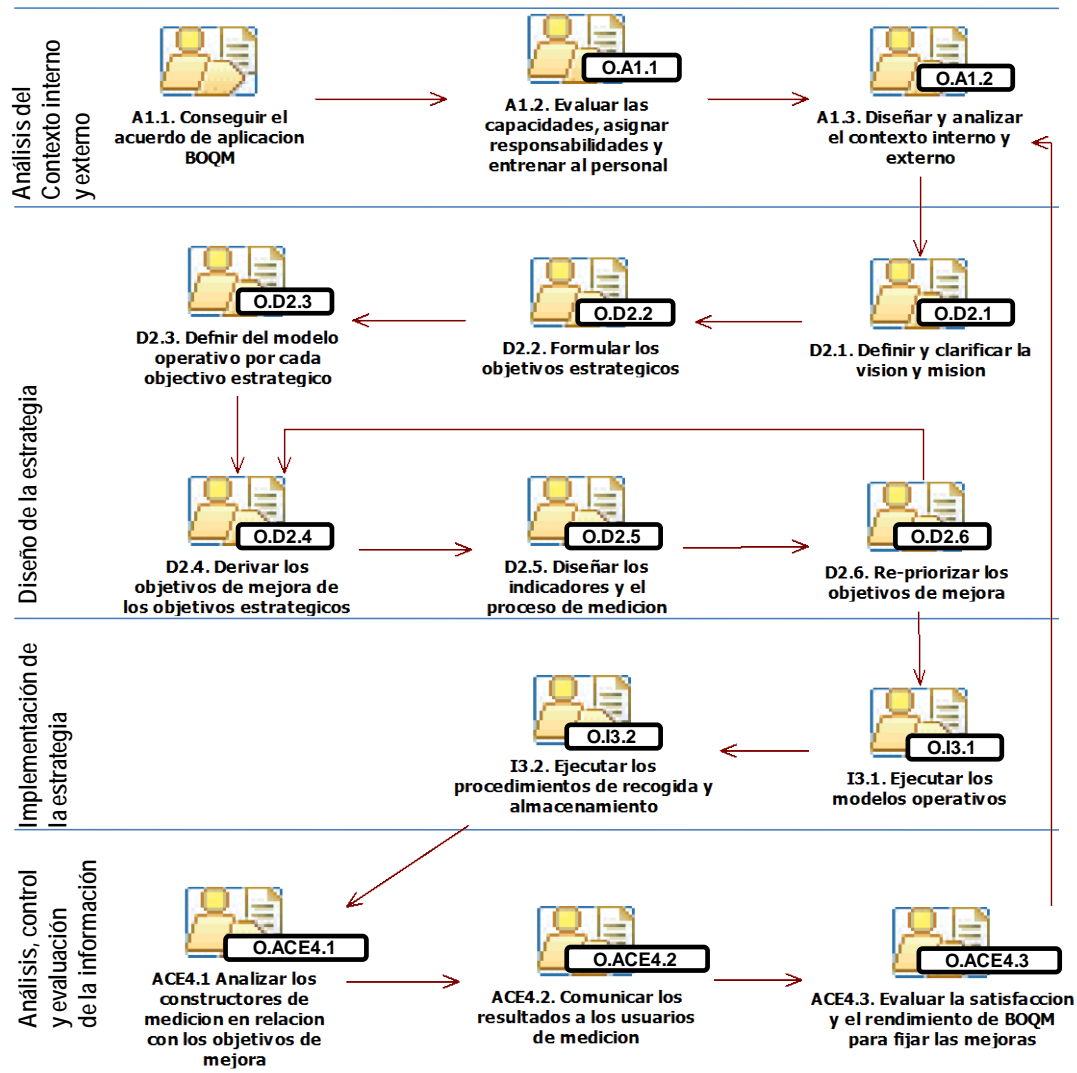 Análisis del
Contexto interno
y externo
O.A1.1
O.A1.2
A1.1. Conseguir el
acuerdo de aplicacion
BOQM
A1.2. Evaluar las
capacidades, asignar
responsabilidades y
entrenar al personal
A1.3. Diseñar y analizar
el contexto interno y
externo
Diseño de la estrategia
O.D2.3
O.D2.2
O.D2.1
D2.3. Defnir del modelo
operativo por cada
objectivo estrategico
D2.2. Formular los
objetivos estrategicos
D2.1. Definir y clarificar la
vision y mision
O.D2.4
O.D2.5
O.D2.6
D2.4. Derivar los
objetivos de mejora de
los objetivos estrategicos
D2.5. Diseñar los
indicadores y el
proceso de medicion
D2.6. Re-priorizar los
objetivos de mejora
Implementación de
la estrategia
O.I3.2
O.I3.1
I3.2. Ejecutar los
procedimientos de recogida y
almacenamiento
I3.1. Ejecutar los
modelos operativos
Análisis, control
y evaluación
de la información
O.ACE4.1
O.ACE4.2
O.ACE4.3
ACE4.1 Analizar los
constructores de
medicion en relacion
con los objetivos de
mejora
ACE4.2. Comunicar los
resultados a los usuarios
de medicion
ACE4.3. Evaluar la satisfaccion
y el rendimiento de BOQM
para fijar las mejoras